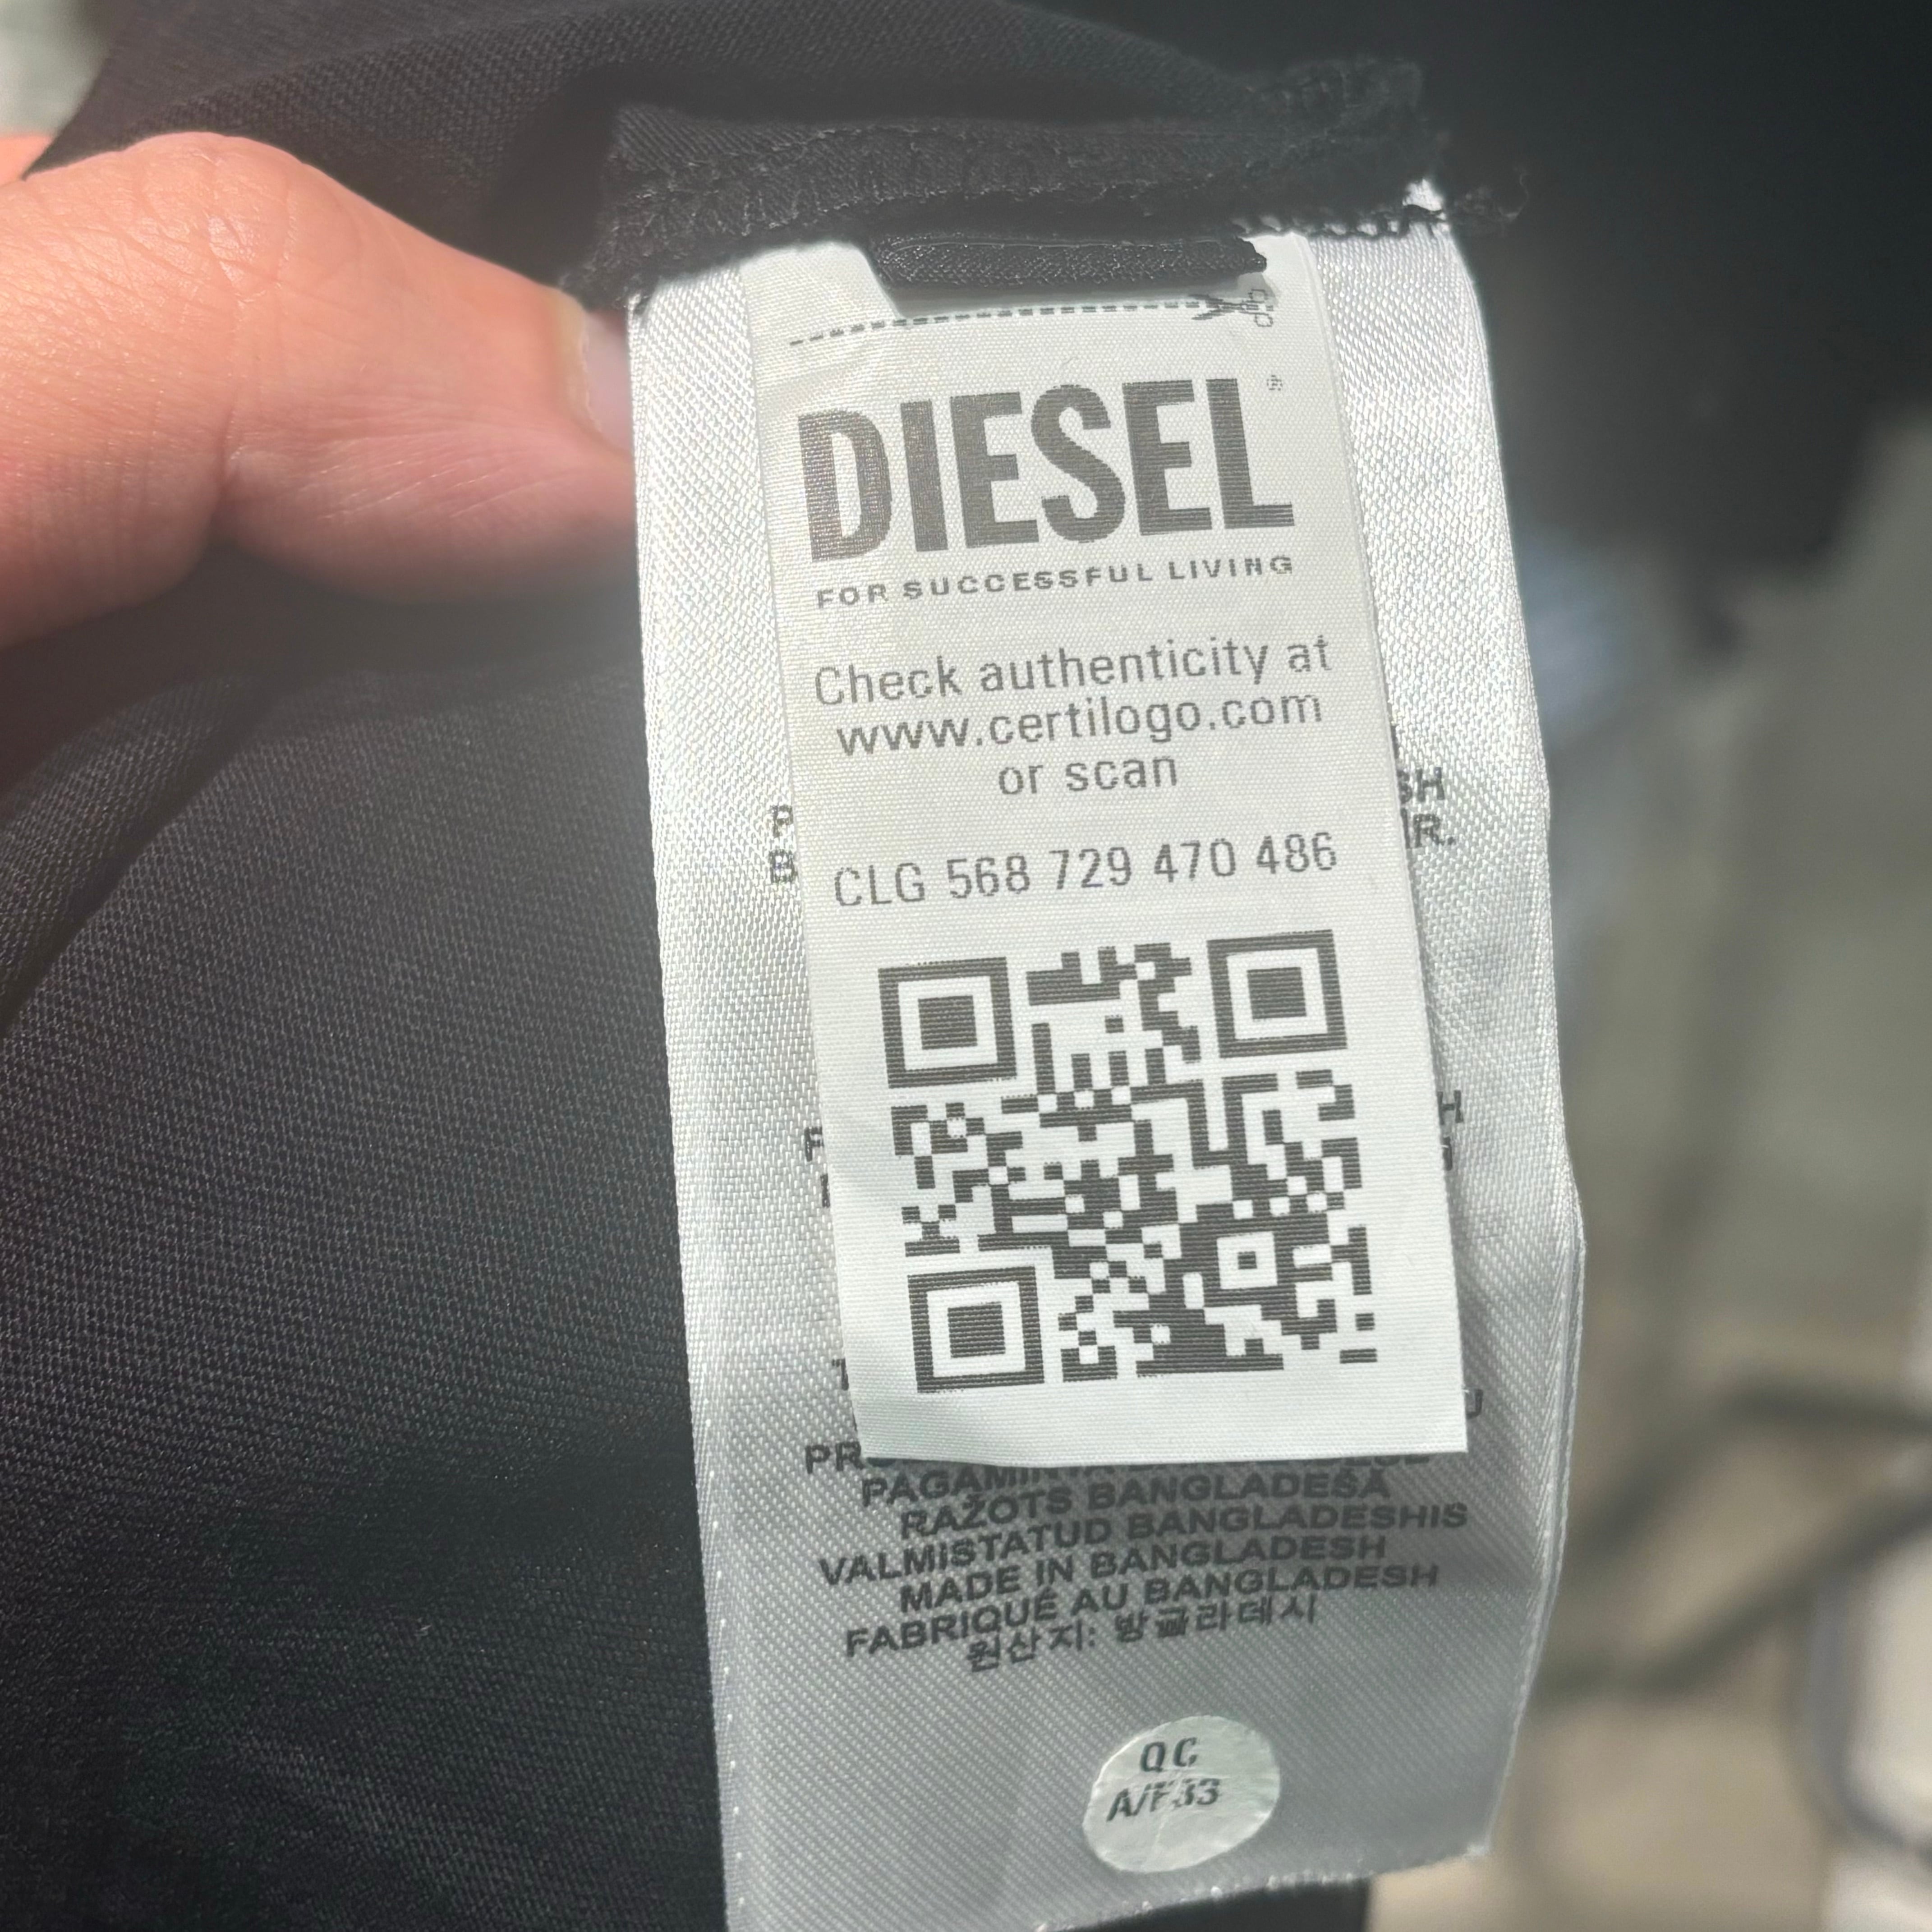 DIESEL®
FOR SUCCESSFUL LIVING
Check authenticity at
www.certilogo.com
or scan
CLG 568 729 470 486
PAGAMINTA
RAŽOTS BANGLADEŠĀ
VALMISTATUD BANGLADESHIS
MADE IN BANGLADESH
FABRIQUÉ AU BANGLADESH
원산지: 방글라데시
QC
A/F33